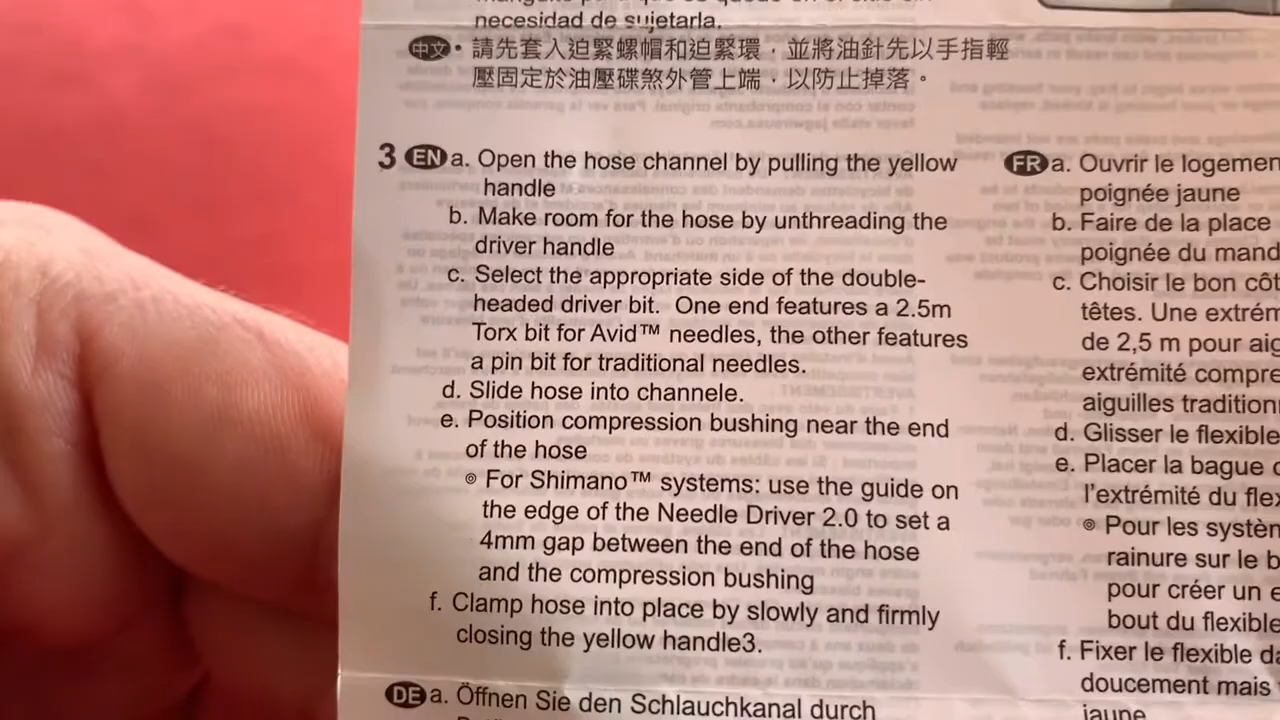 necesidad de sujetarla.
中文 • 請先套入迫緊螺帽和迫緊環，並將油針先以手指輕
壓固定於油壓碟煞外管上端，以防止掉落。
3 EN a. Open the hose channel by pulling the yellow
handle
b. Make room for the hose by unthreading the
driver handle
c. Select the appropriate side of the double-
headed driver bit. One end features a 2.5m
Torx bit for Avid™ needles, the other features
a pin bit for traditional needles.
d. Slide hose into channele.
e. Position compression bushing near the end
of the hose
⊚ For Shimano™ systems: use the guide on
the edge of the Needle Driver 2.0 to set a
4mm gap between the end of the hose
and the compression bushing
f. Clamp hose into place by slowly and firmly
closing the yellow handle3.
DE a. Öffnen Sie den Schlauchkanal durch
FR a. Ouvrir le logemen
poignée jaune
b. Faire de la place
poignée du mand
c. Choisir le bon côt
têtes. Une extrém
de 2,5 m pour aig
extrémité compre
aiguilles tradition
d. Glisser le flexible
e. Placer la bague
l'extrémité du flex
⊚ Pour les systèn
rainure sur le b
pour créer un e
bout du flexible
f. Fixer le flexible da
doucement mais
jaune